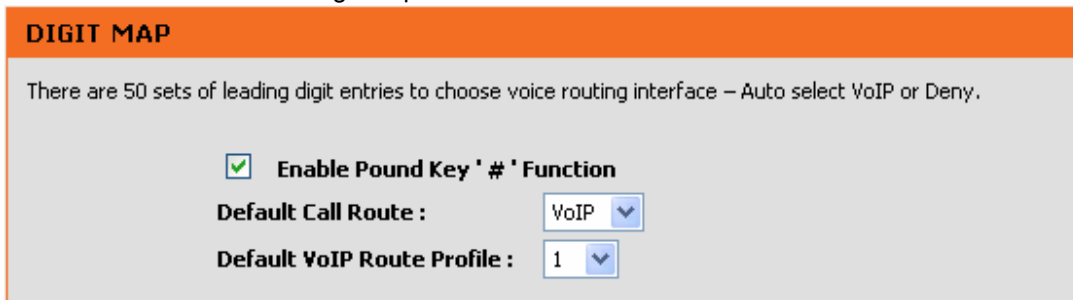 DIGIT MAP
There are 50 sets of leading digit entries to choose voice routing interface – Auto select VoIP or Deny.
Enable Pound Key ' # ' Function
Default Call Route : VoIP
Default VoIP Route Profile : 1